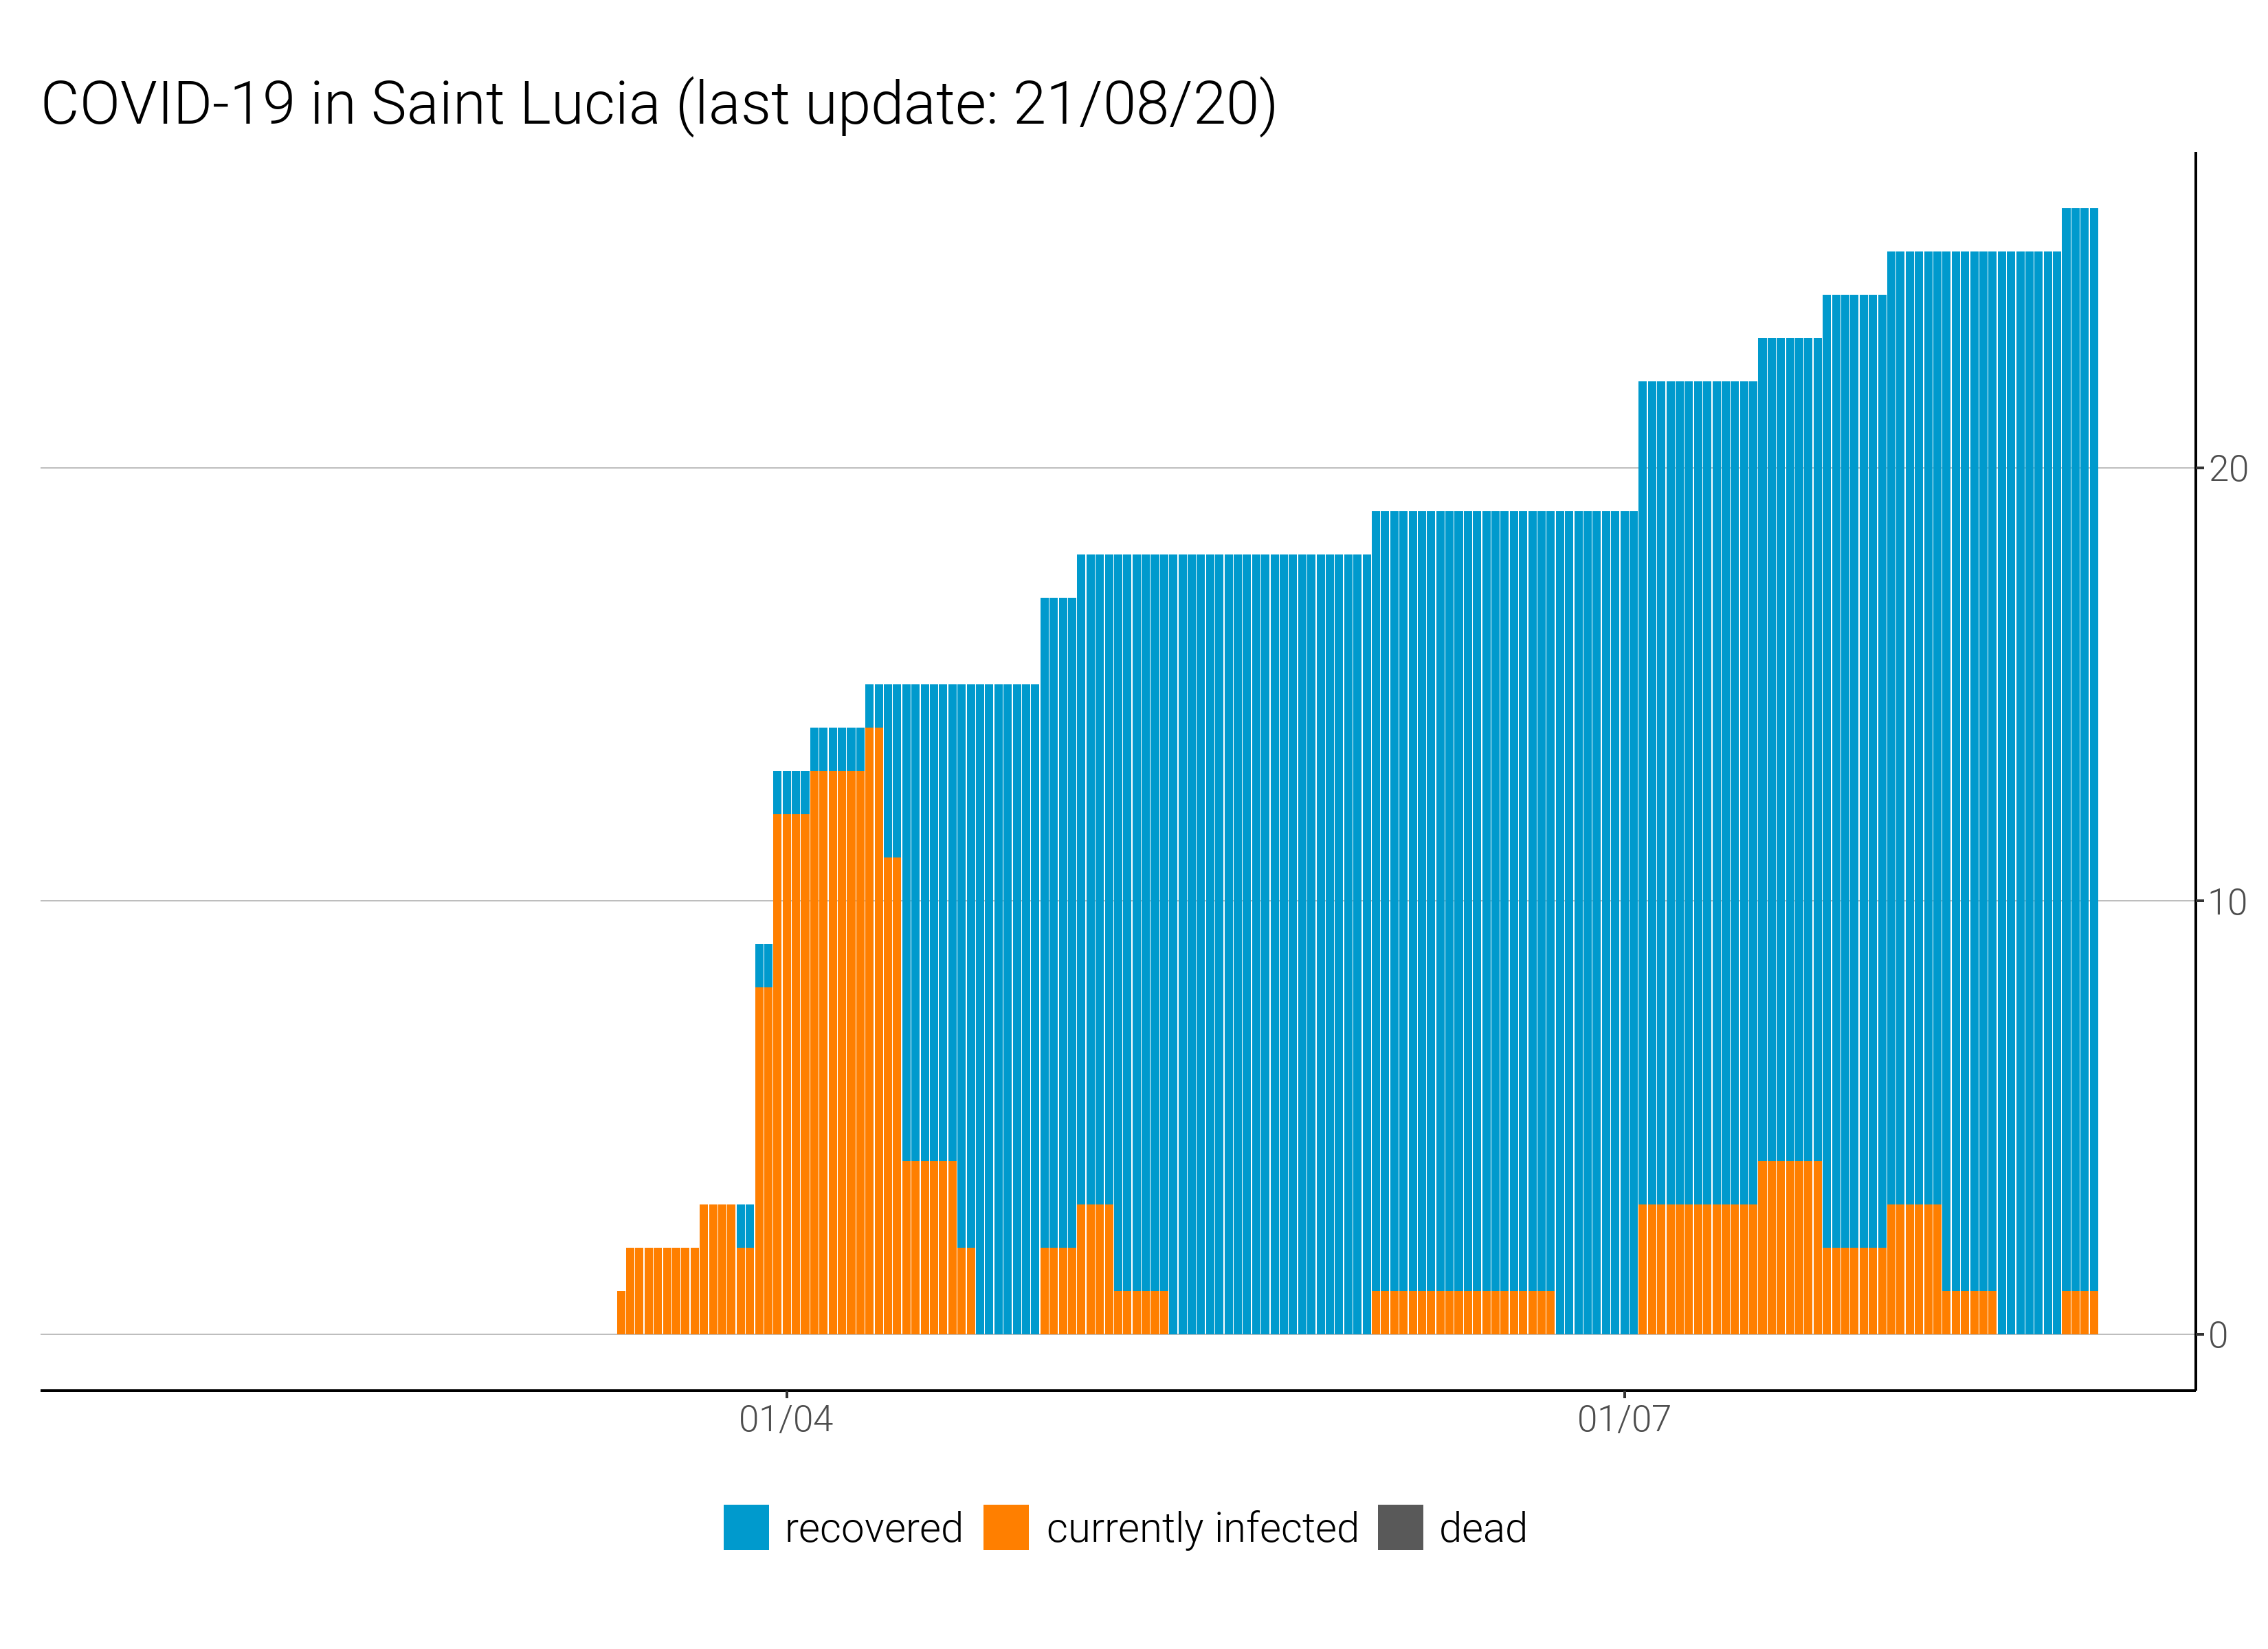 COVID-19 in Saint Lucia (last update: 21/08/20)
20
10
0
01/04 01/07
recovered currently infected dead